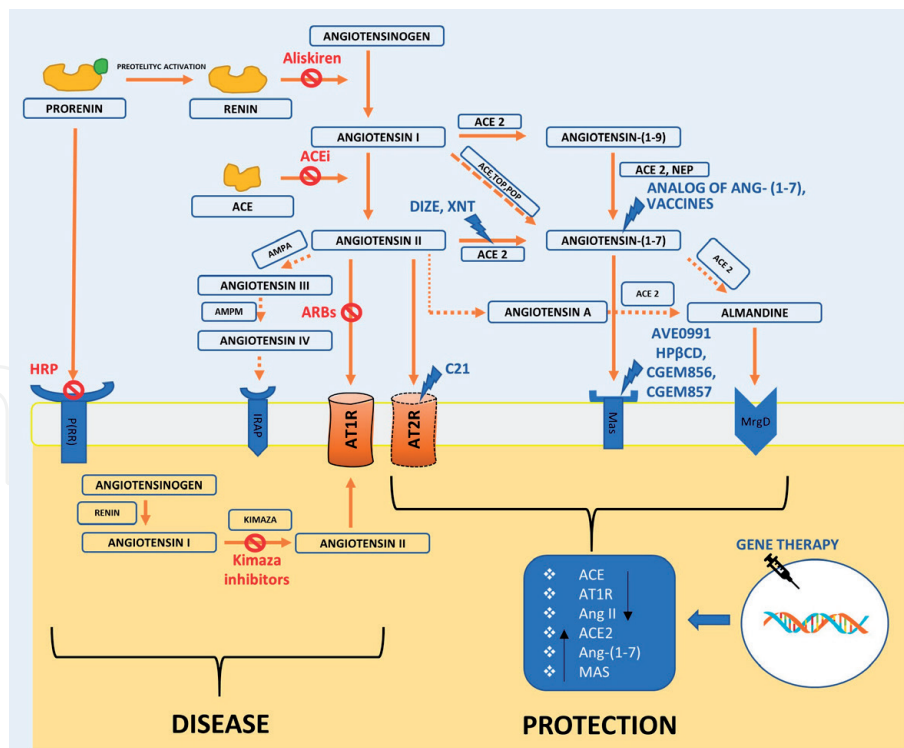 ANGIOTENSINOGEN
PREOTELITYC ACTIVATION
Aliskiren
PRORENIN
RENIN
ANGIOTENSIN I
ACE 2
ANGIOTENSIN-(1-9)
ACEi
ACE,TOP,POP
ACE 2, NEP
ANALOG OF ANG- (1-7),
VACCINES
ACE
DIZE, XNT
ANGIOTENSIN II
ACE 2
ANGIOTENSIN-(1-7)
AMPA
ACE 2
ANGIOTENSIN III
AMPM
ARBs
ANGIOTENSIN A
ACE 2
ALMANDINE
ANGIOTENSIN IV
AVE0991
HPβCD,
CGEM856,
CGEM857
HRP
C21
P(RR)
IRAP
AT1R
AT2R
Mas
MrgD
ANGIOTENSINOGEN
RENIN
KIMAZA
ANGIOTENSIN I
ANGIOTENSIN II
Kimaza
inhibitors
GENE THERAPY
❖ ACE
❖ AT1R
❖ Ang II
❖ ACE2
❖ Ang-(1-7)
❖ MAS
DISEASE
PROTECTION